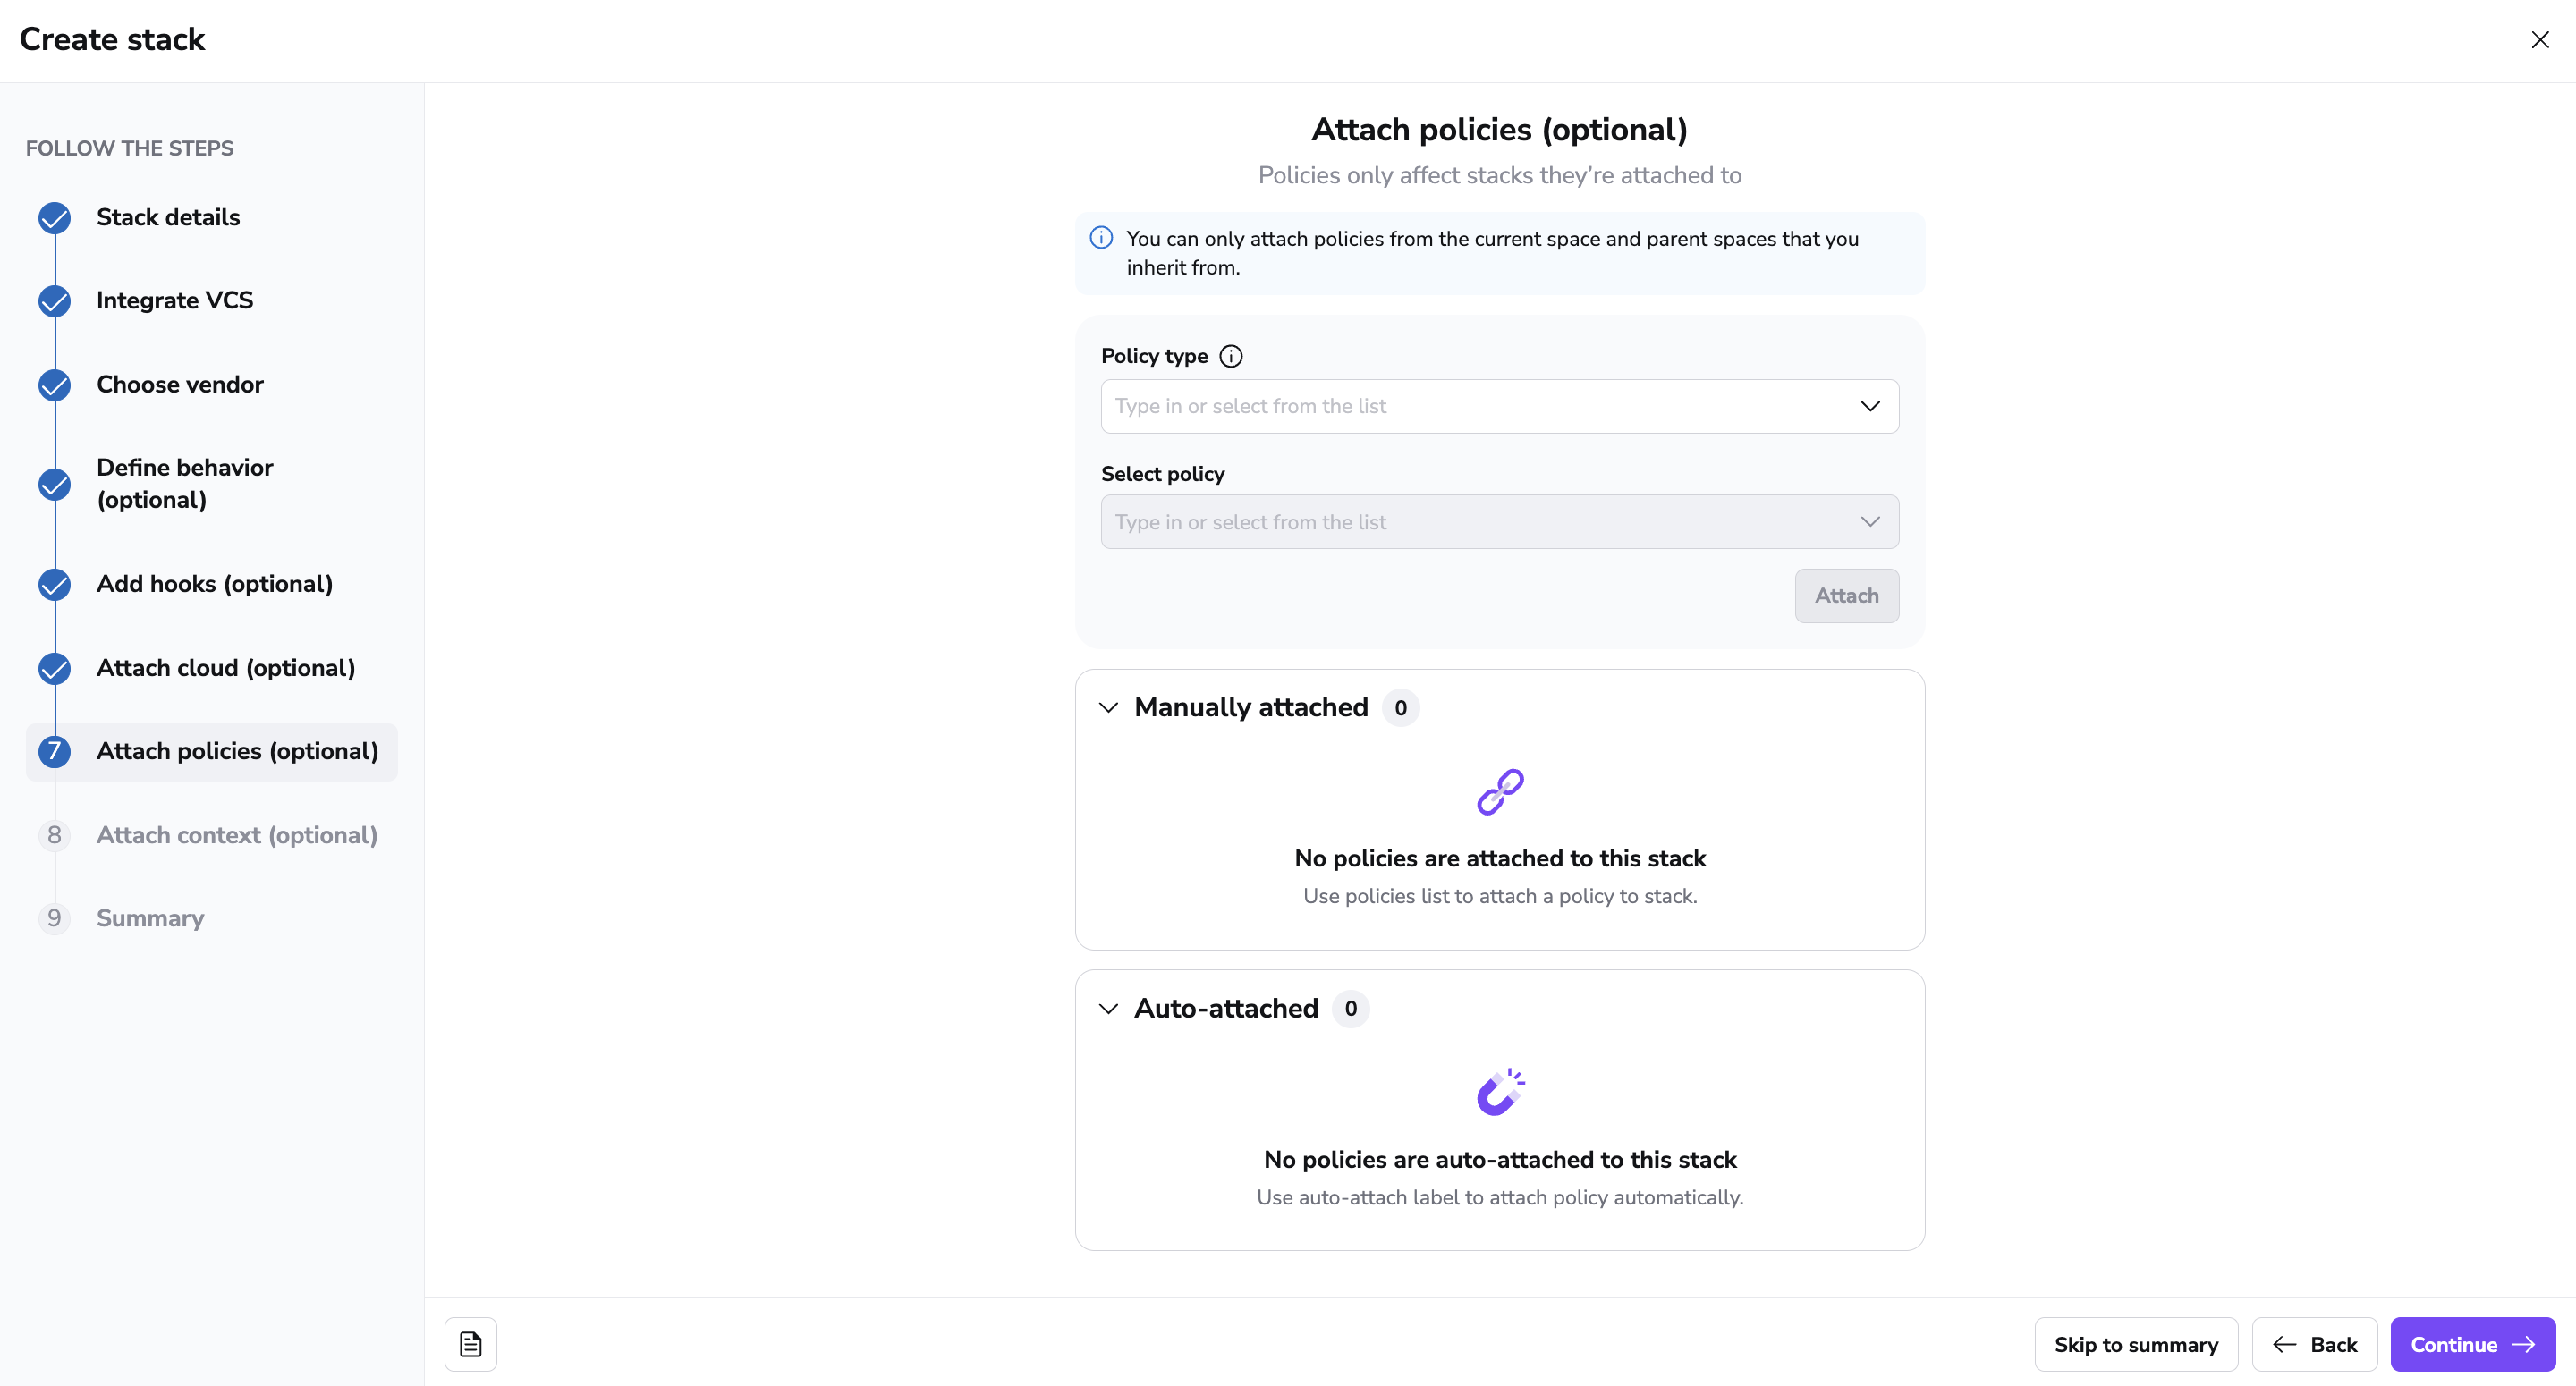 Create stack
FOLLOW THE STEPS
Stack details
Integrate VCS
Choose vendor
Define behavior
(optional)
Add hooks (optional)
Attach cloud (optional)
7 Attach policies (optional)
8 Attach context (optional)
9 Summary
Attach policies (optional)
Policies only affect stacks they’re attached to
You can only attach policies from the current space and parent spaces that you
inherit from.
Policy type
Type in or select from the list
Select policy
Type in or select from the list
Attach
Manually attached 0
No policies are attached to this stack
Use policies list to attach a policy to stack.
Auto-attached 0
No policies are auto-attached to this stack
Use auto-attach label to attach policy automatically.
Skip to summary
Back
Continue